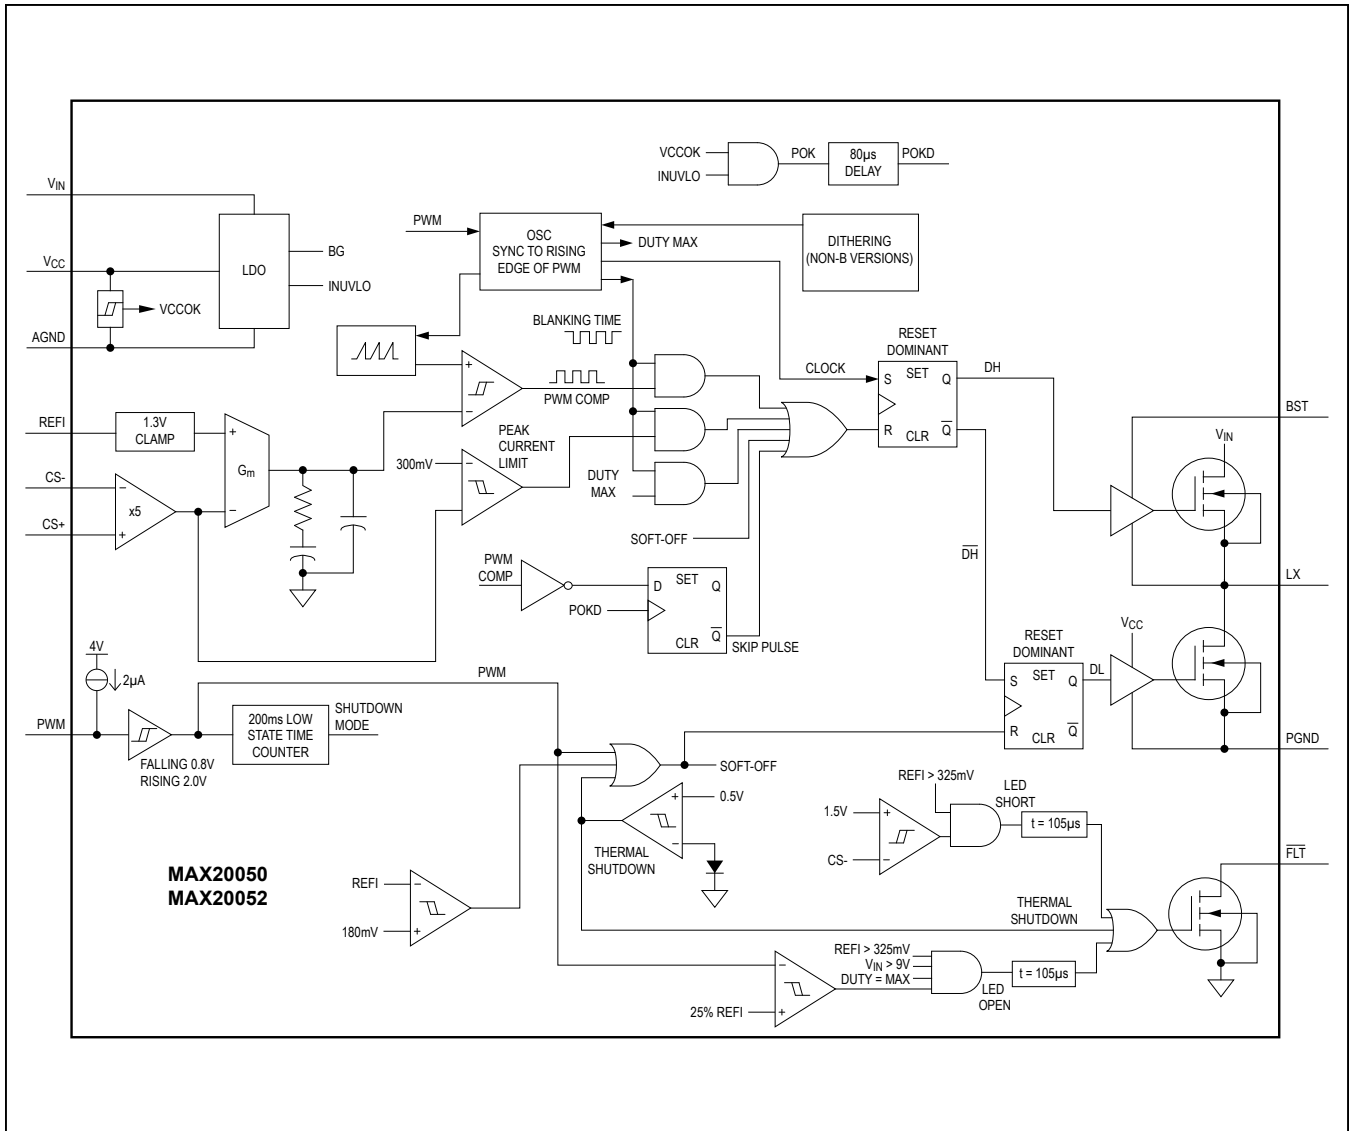 VCCOK
INUVLO
POK
80µs
DELAY
POKD
VIN
VCC
AGND
LDO
BG
INUVLO
VCCOK
PWM
OSC
SYNC TO RISING
EDGE OF PWM
DUTY MAX
DITHERING
(NON-B VERSIONS)
BLANKING TIME
CLOCK
RESET
DOMINANT
S
SET
Q
R
CLR
Q
DH
BST
VIN
REFI
1.3V
CLAMP
+
Gm
−
CS-
CS+
−
x5
+
+
−
PWM COMP
PEAK
CURRENT
LIMIT
300mV
−
+
DUTY
MAX
SOFT-OFF
PWM
COMP
POKD
D
SET
Q
CLR
Q
SKIP PULSE
DH
LX
4V
2µA
PWM
FALLING 0.8V
RISING 2.0V
200ms LOW
STATE TIME
COUNTER
SHUTDOWN
MODE
PWM
SOFT-OFF
RESET
DOMINANT
S
SET
Q
R
CLR
Q
DL
VCC
PGND
+
0.5V
−
THERMAL
SHUTDOWN
REFI > 325mV
1.5V
+
CS-
−
LED
SHORT
t = 105µs
FLT
MAX20050
MAX20052
REFI
−
180mV
+
THERMAL
SHUTDOWN
−
25% REFI
+
REFI > 325mV
VIN > 9V
DUTY = MAX
LED
OPEN
t = 105µs